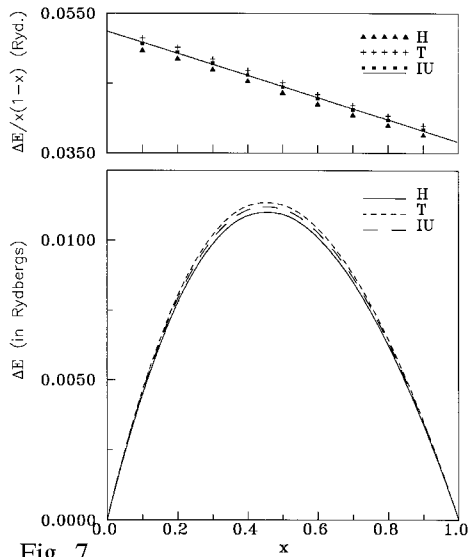 0.0550
H
T
IU
ΔE/x(1-x) (Ryd.)
0.0350
H
T
IU
0.0100
ΔE (in Rydbergs)
0.0050
0.0000
0.0 0.2 0.4 0.6 0.8 1.0
x
Fig. 7